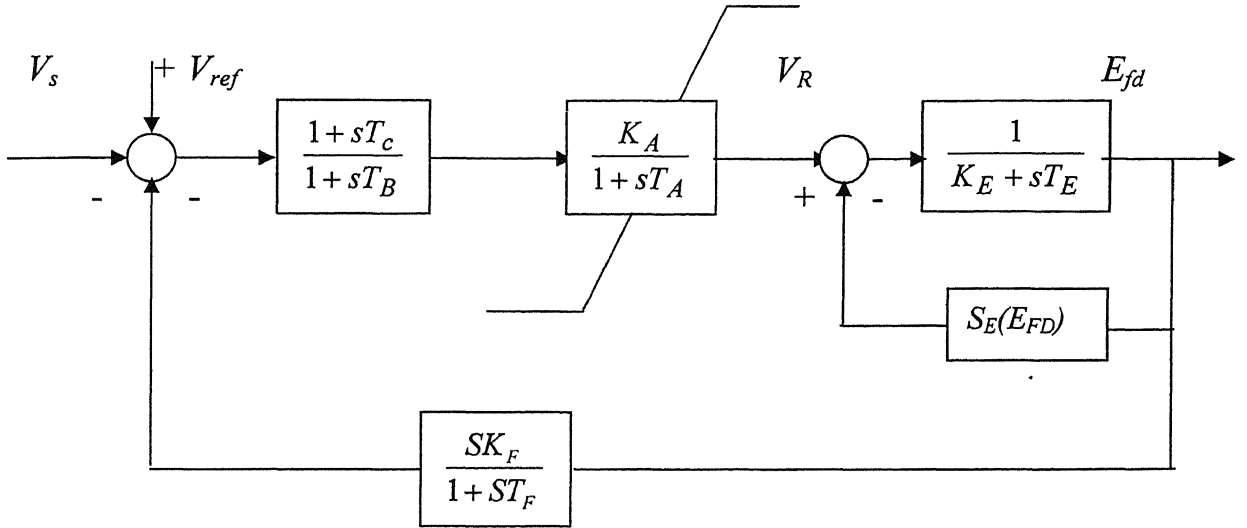 V_s
+ V_ref
V_R
E_fd
1 + sT_c
1 + sT_B
K_A
1 + sT_A
1
K_E + sT_E
-
-
+
-
S_E(E_FD)
SK_F
1 + ST_F